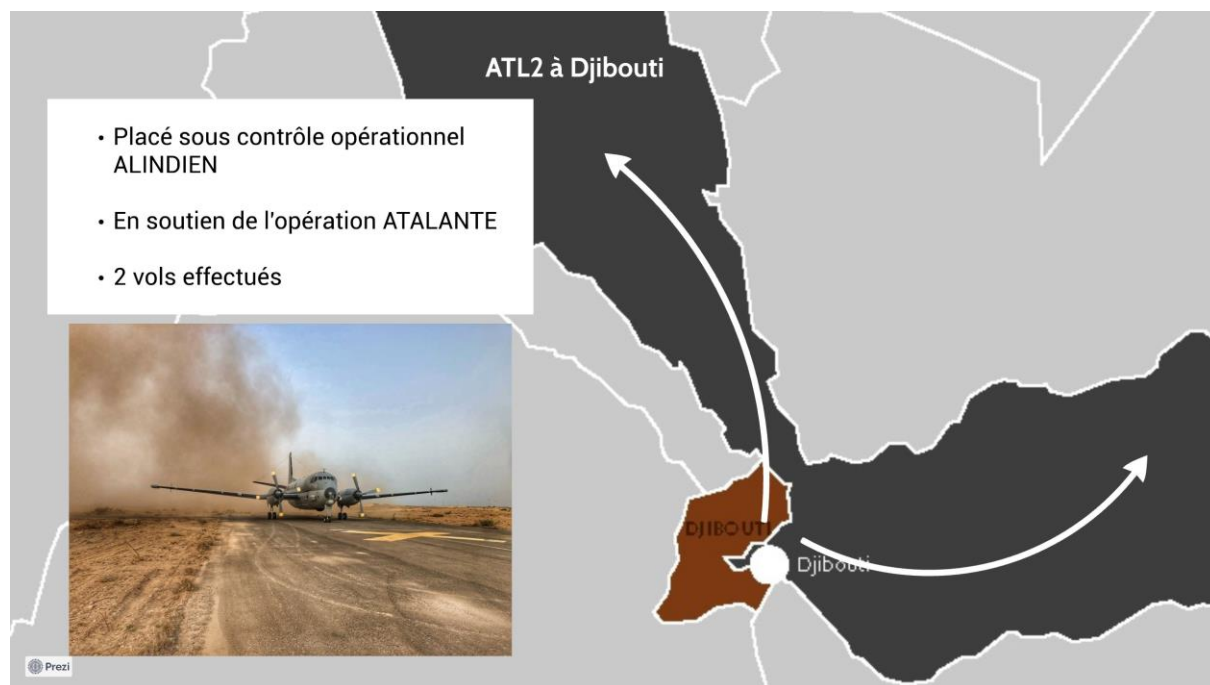 ATL2 à Djibouti
• Placé sous contrôle opérationnel
ALINDIEN
• En soutien de l'opération ATALANTE
• 2 vols effectués
DJIBOUTI
Djibouti
Prezi